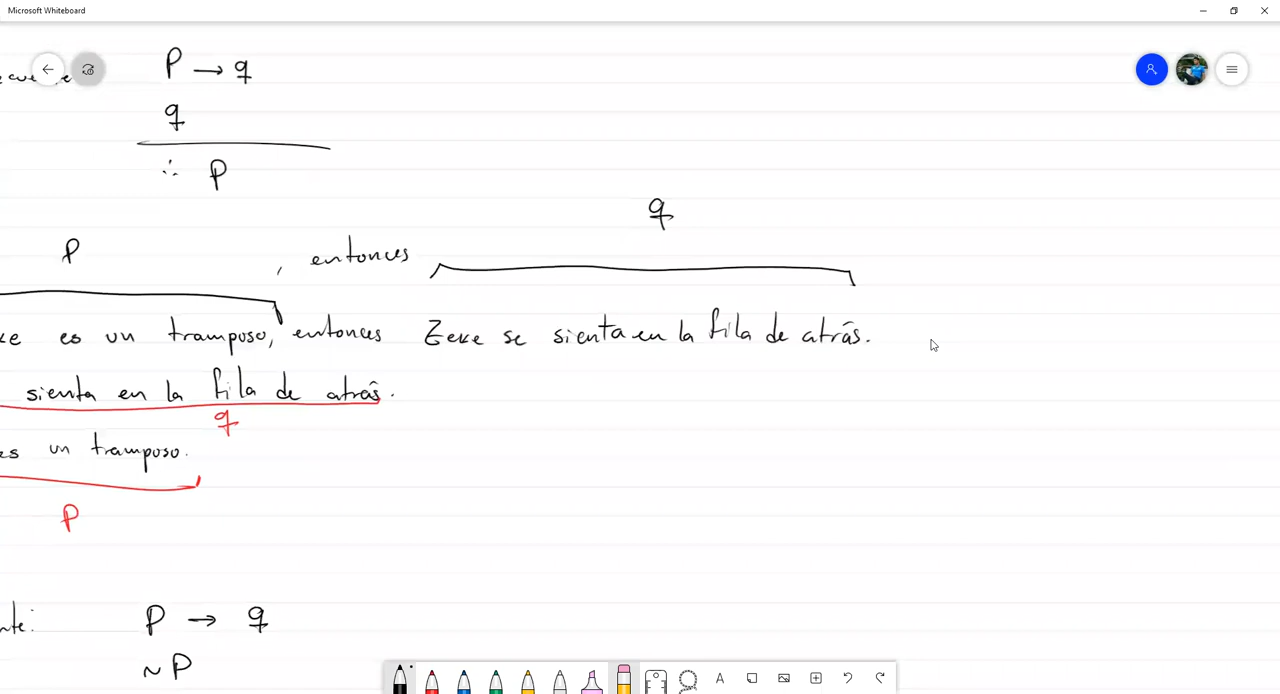 Microsoft Whiteboard
P → q
q
∴ P
q
P , entonces
es un tramposo, entonces Zeke se sienta en la fila de atrás.
sienta en la fila de atrás.
q
un tramposo.
P
P → q
~ P